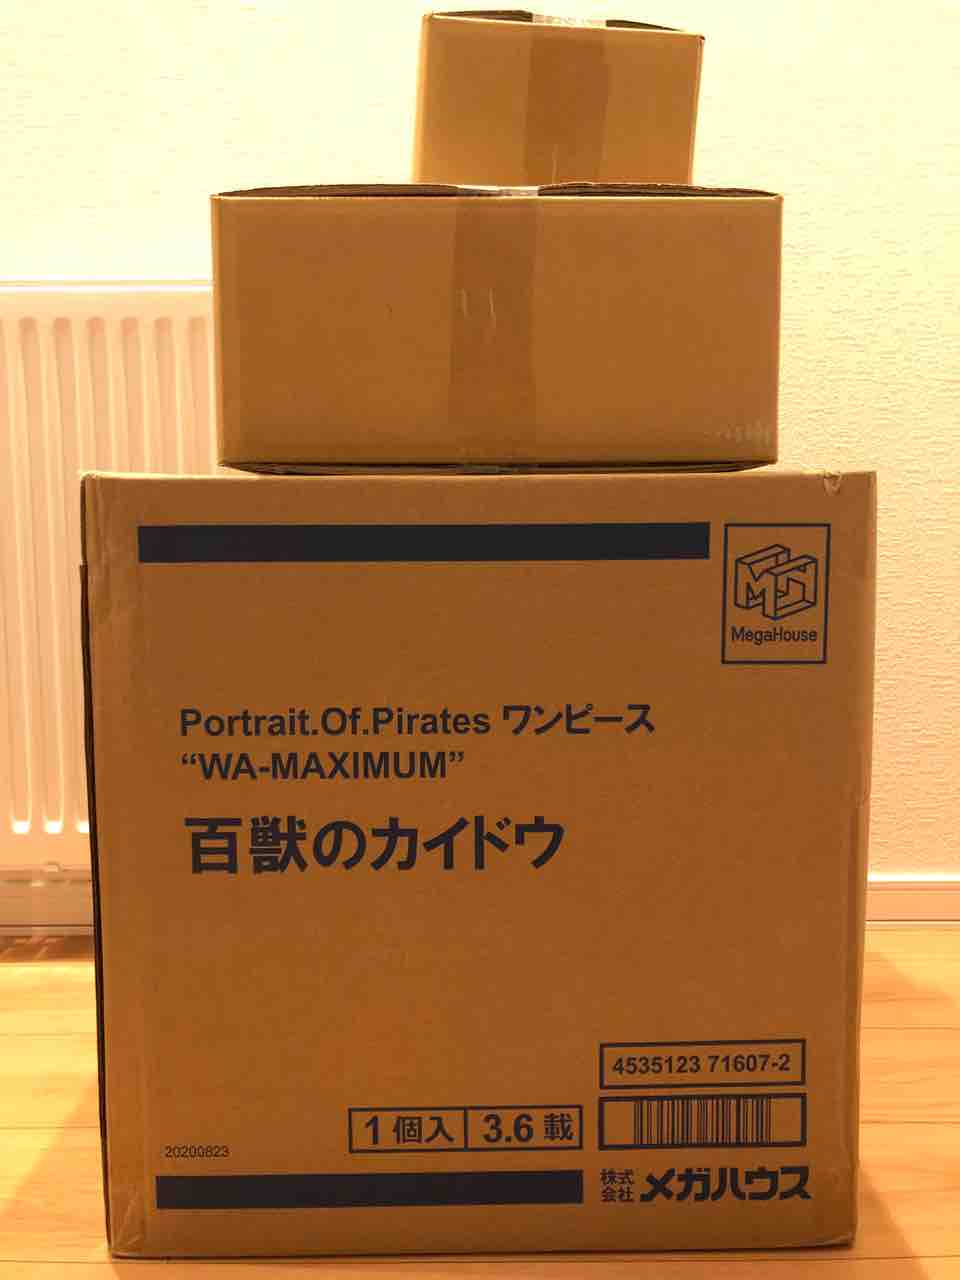 MegaHouse
Portrait.Of.Pirates ワンピース
“WA-MAXIMUM”
百獣のカイドウ
4535123 71607-2
1個入 3.6載
20200823
株式会社 メガハウス